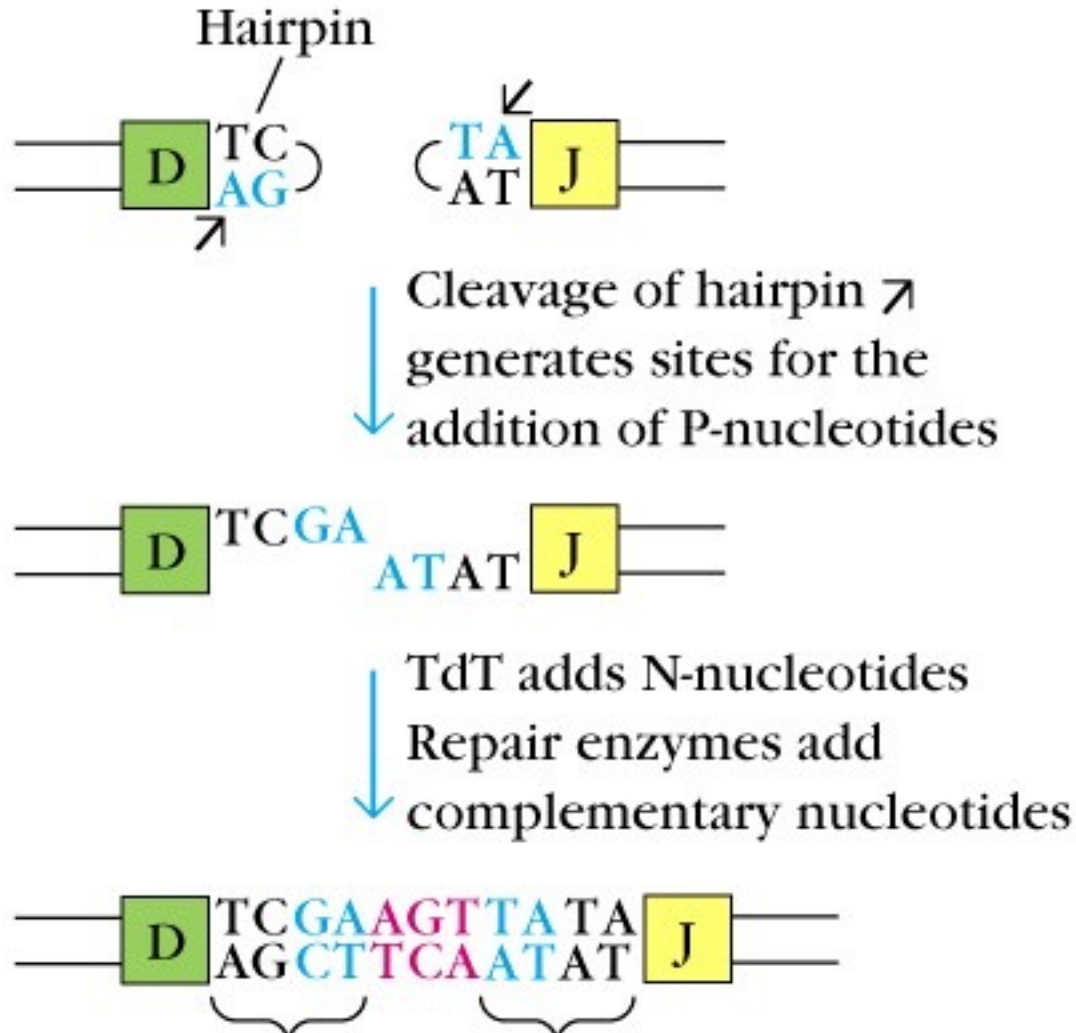 Hairpin
D TC TA J
AG AT
Cleavage of hairpin
generates sites for the
addition of P-nucleotides
D TCGA J
ATAT
TdT adds N-nucleotides
Repair enzymes add
complementary nucleotides
D TCGAAGTTATA J
AGCTTCAATAT